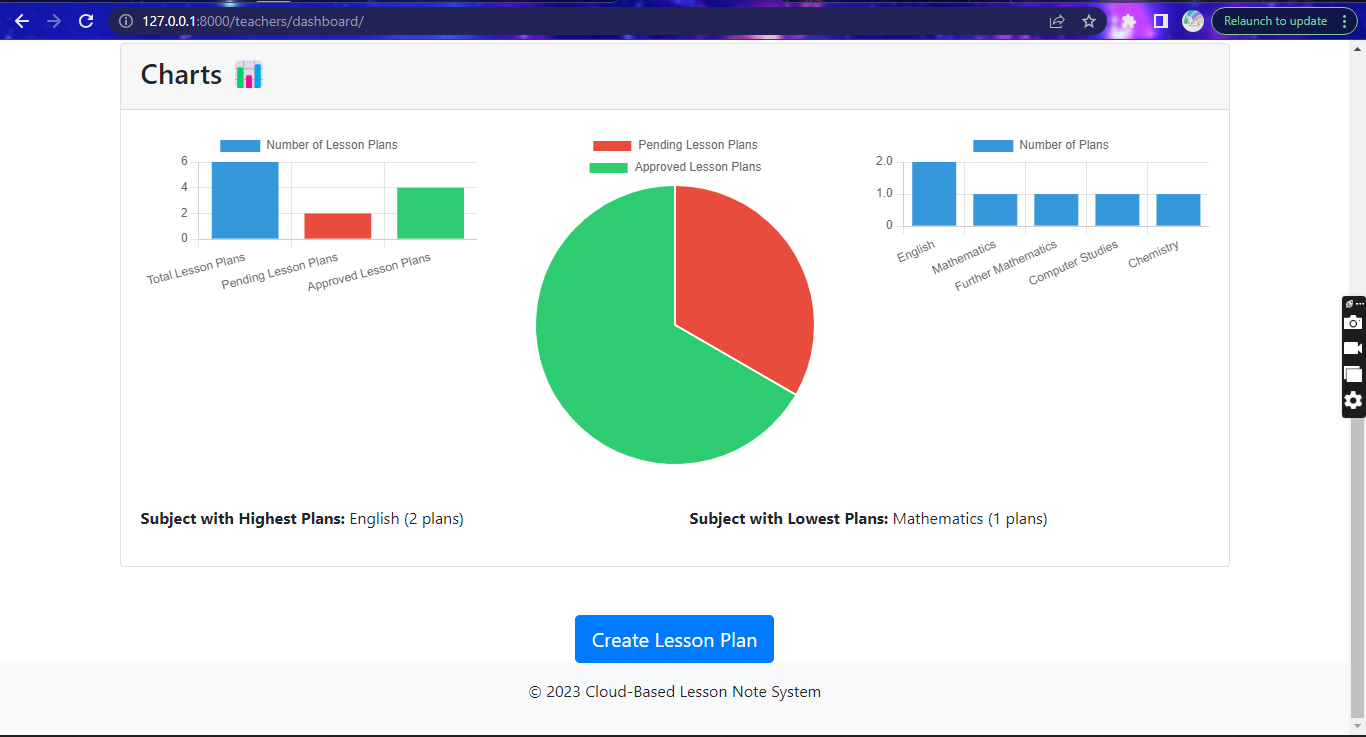 127.0.0.1:8000/teachers/dashboard/
Relaunch to update
Charts
Number of Lesson Plans
6
4
2
0
Total Lesson Plans
Pending Lesson Plans
Approved Lesson Plans
Pending Lesson Plans
Approved Lesson Plans
Number of Plans
2.0
1.0
0
English
Mathematics
Further Mathematics
Computer Studies
Chemistry
Subject with Highest Plans: English (2 plans)
Subject with Lowest Plans: Mathematics (1 plans)
Create Lesson Plan
© 2023 Cloud-Based Lesson Note System